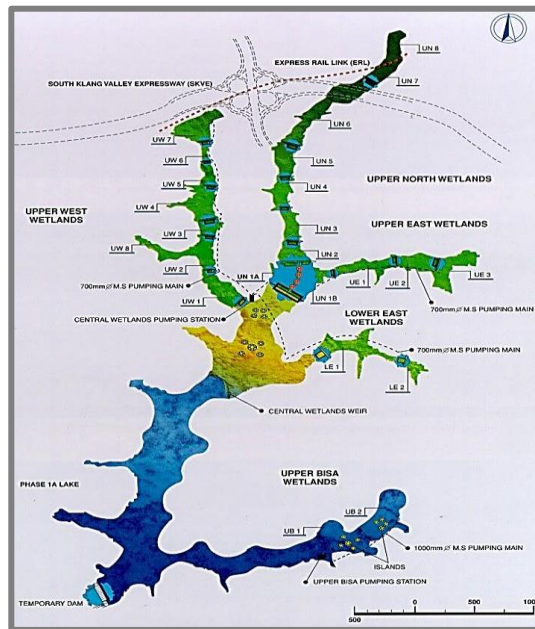 UN 8
EXPRESS RAIL LINK (ERL)
SOUTH KLANG VALLEY EXPRESSWAY (SKVE)
UN 7
UN 6
UW 7
UN 5
UW 6
UPPER NORTH WETLANDS
UW 5
UN 4
UPPER WEST
WETLANDS
UW 4
UPPER EAST WETLANDS
UW 3
UN 3
UW 8
UN 2
UW 2
UN 1A
UE 1
UE 2
UE 3
700mm Ø M.S PUMPING MAIN
UW 1
UN 1B
700mm Ø M.S PUMPING MAIN
CENTRAL WETLANDS PUMPING STATION
LOWER EAST
WETLANDS
700mm Ø M.S PUMPING MAIN
LE 1
LE 2
CENTRAL WETLANDS WEIR
UPPER BISA
WETLANDS
PHASE 1A LAKE
UB 2
UB 1
1000mm Ø M.S PUMPING MAIN
ISLANDS
UPPER BISA PUMPING STATION
TEMPORARY DAM
500
0
500
100